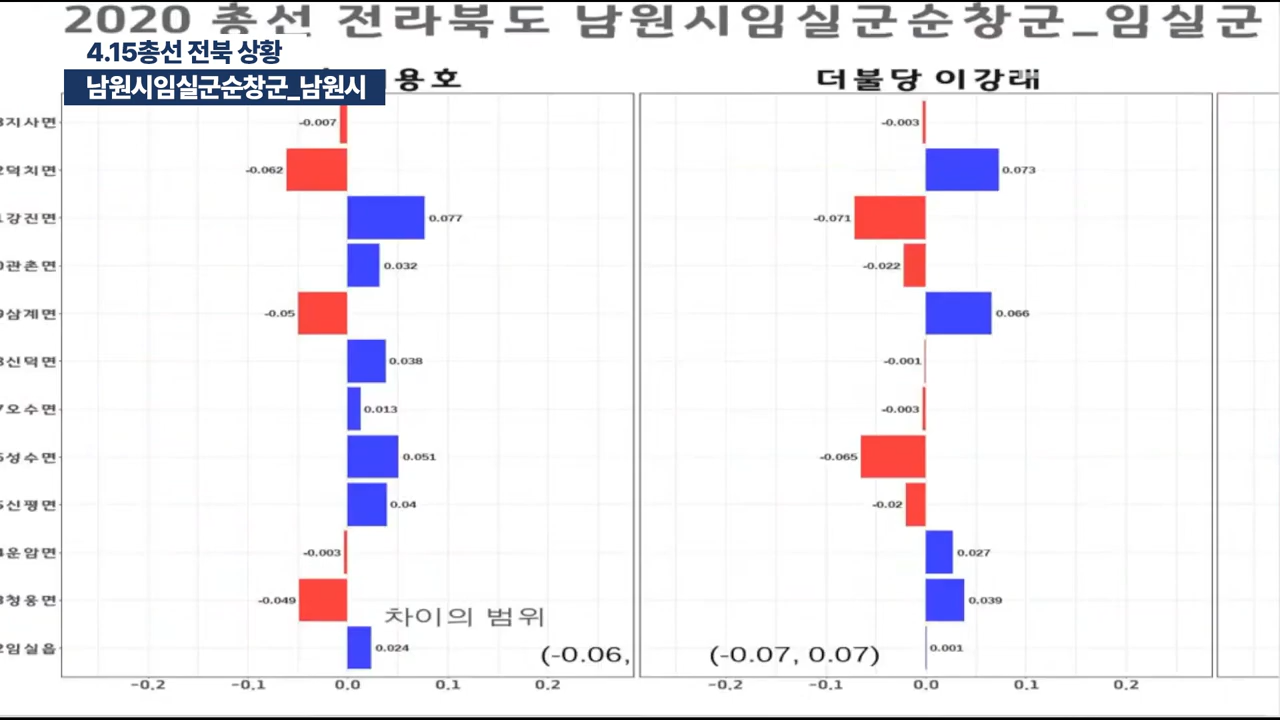 2020 총선 전라북도 남원시임실군순창군_임실군
4.15총선 전북 상황
남원시임실군순창군_남원시
용호
더불당 이강래
지사면
-0.007
-0.003
덕치면
-0.062
0.073
강진면
0.077
-0.071
관촌면
0.032
-0.022
삼계면
-0.05
0.066
신덕면
0.038
-0.001
오수면
0.013
-0.003
성수면
0.051
-0.065
신평면
0.04
-0.02
운암면
-0.003
0.027
청웅면
-0.049
0.039
차이의 범위
임실읍
0.024
(-0.06,
(-0.07, 0.07)
0.001
-0.2 -0.1 0.0 0.1 0.2
-0.2 -0.1 0.0 0.1 0.2